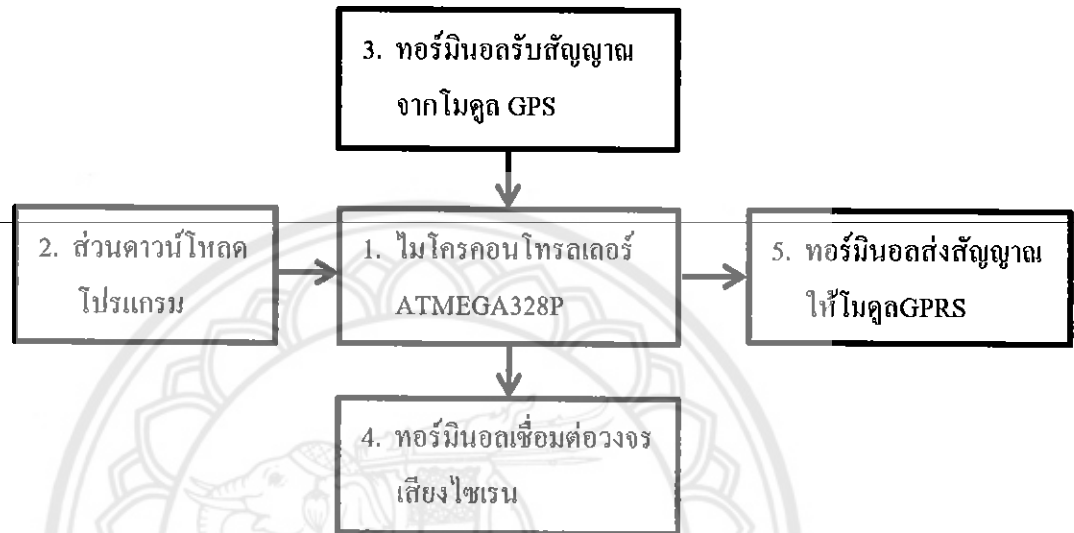 3. ทอร์มินอลรับสัญญาณ
จากโมดูล GPS
2. ส่วนดาวน์โหลด
โปรแกรม
1. ไมโครคอนโทรลเลอร์
ATMEGA328P
5. ทอร์มินอลส่งสัญญาณ
ให้โมดูลGPRS
4. ทอร์มินอลเชื่อมต่อวงจร
เสียงไซเรน